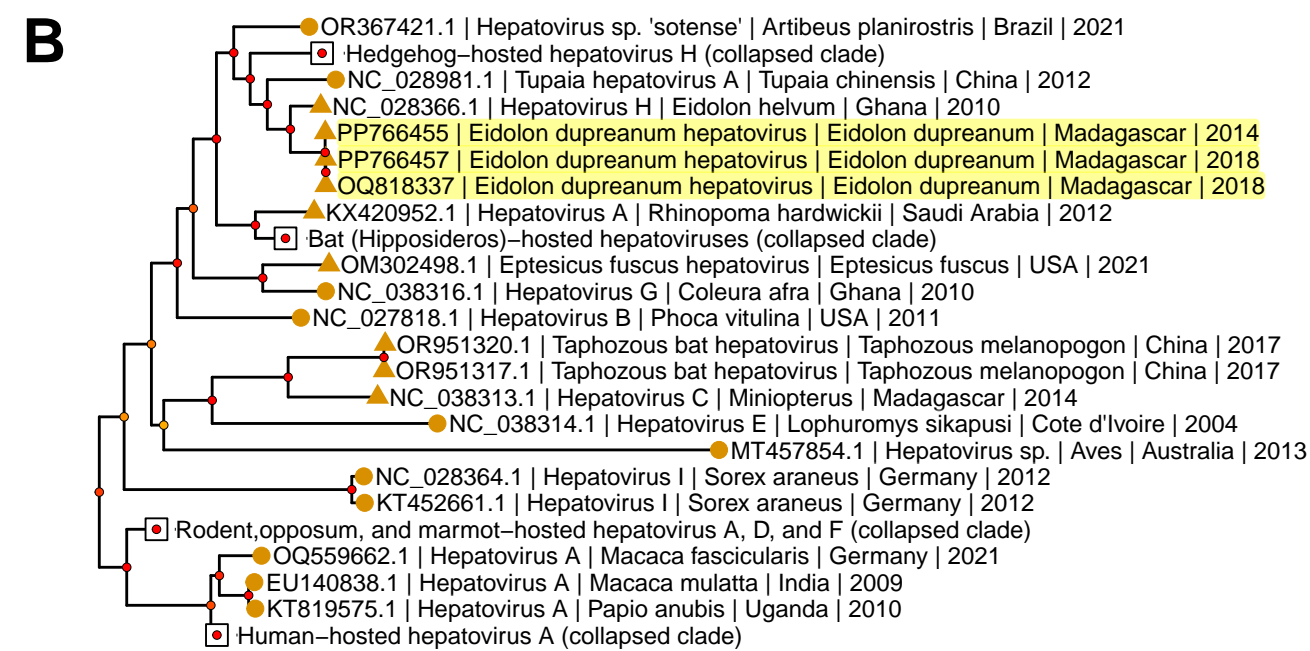 B
OR367421.1 | Hepatovirus sp. 'sotense' | Artibeus planirostris | Brazil | 2021
Hedgehog−hosted hepatovirus H (collapsed clade)
NC_028981.1 | Tupaia hepatovirus A | Tupaia chinensis | China | 2012
NC_028366.1 | Hepatovirus H | Eidolon helvum | Ghana | 2010
PP766455 | Eidolon dupreanum hepatovirus | Eidolon dupreanum | Madagascar | 2014
PP766457 | Eidolon dupreanum hepatovirus | Eidolon dupreanum | Madagascar | 2018
OQ818337 | Eidolon dupreanum hepatovirus | Eidolon dupreanum | Madagascar | 2018
KX420952.1 | Hepatovirus A | Rhinopoma hardwickii | Saudi Arabia | 2012
Bat (Hipposideros)−hosted hepatoviruses (collapsed clade)
OM302498.1 | Eptesicus fuscus hepatovirus | Eptesicus fuscus | USA | 2021
NC_038316.1 | Hepatovirus G | Coleura afra | Ghana | 2010
NC_027818.1 | Hepatovirus B | Phoca vitulina | USA | 2011
OR951320.1 | Taphozous bat hepatovirus | Taphozous melanopogon | China | 2017
OR951317.1 | Taphozous bat hepatovirus | Taphozous melanopogon | China | 2017
NC_038313.1 | Hepatovirus C | Miniopterus | Madagascar | 2014
NC_038314.1 | Hepatovirus E | Lophuromys sikapusi | Cote d'Ivoire | 2004
MT457854.1 | Hepatovirus sp. | Aves | Australia | 2013
NC_028364.1 | Hepatovirus I | Sorex araneus | Germany | 2012
KT452661.1 | Hepatovirus I | Sorex araneus | Germany | 2012
Rodent,opposum, and marmot−hosted hepatovirus A, D, and F (collapsed clade)
OQ559662.1 | Hepatovirus A | Macaca fascicularis | Germany | 2021
EU140838.1 | Hepatovirus A | Macaca mulatta | India | 2009
KT819575.1 | Hepatovirus A | Papio anubis | Uganda | 2010
Human−hosted hepatovirus A (collapsed clade)